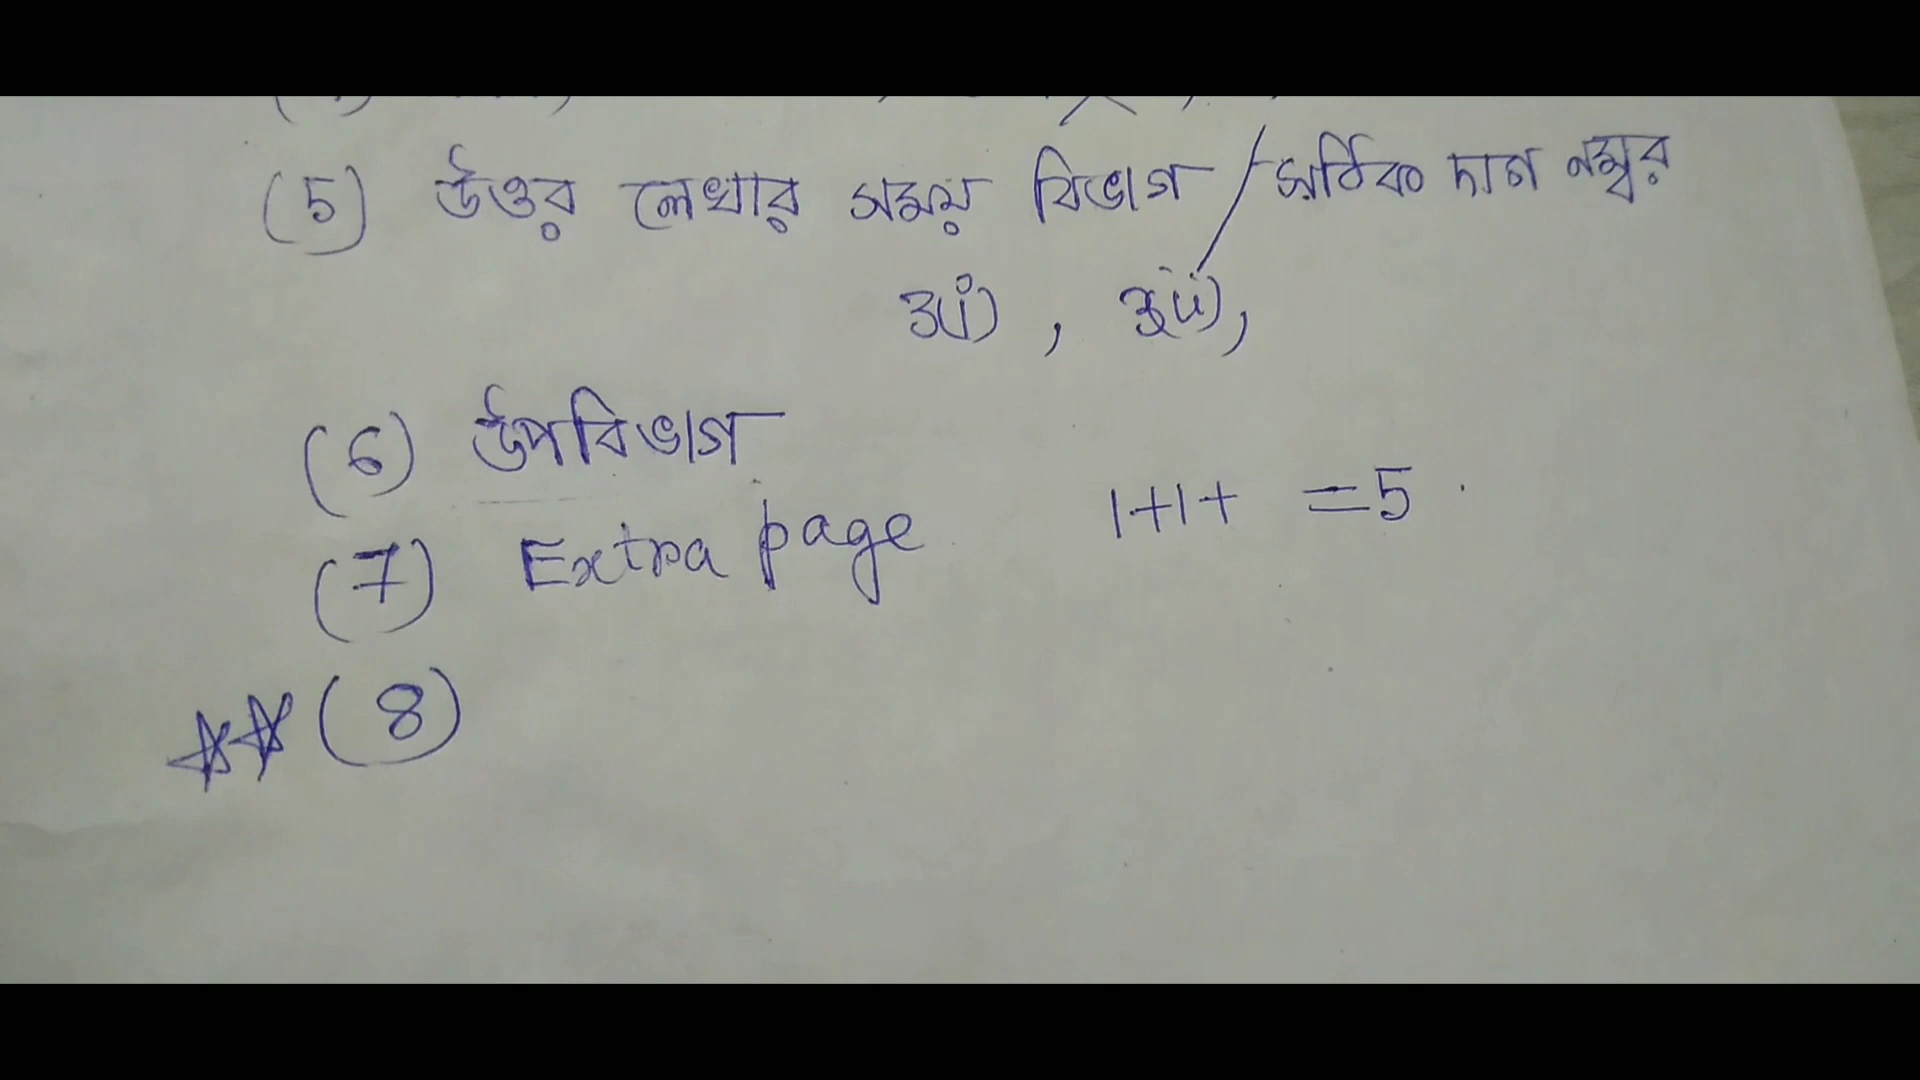 (5) উত্তর লেখার সময় বিভাগ / সঠিক দাগ নম্বর
3(i) , 3(ii),
(6) উপবিভাগ
(7) Extra page 1+1+ =5
★★ (8)